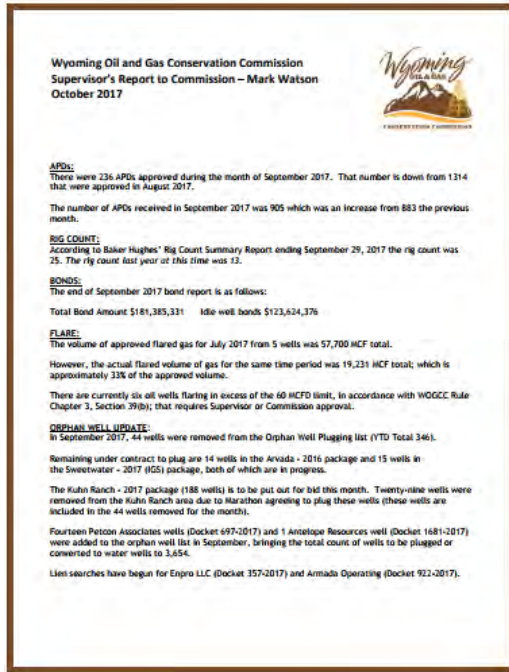 Wyoming Oil and Gas Conservation Commission
Supervisor's Report to Commission – Mark Watson
October 2017
Wyoming
OIL & GAS
CONSERVATION COMMISSION
APDs:
There were 236 APDs approved during the month of September 2017. That number is down from 1314
that were approved in August 2017.
The number of APDs received in September 2017 was 905 which was an increase from 883 the previous
month.
RIG COUNT:
According to Baker Hughes' Rig Count Summary Report ending September 29, 2017 the rig count was
25. The rig count last year at this time was 13.
BONDS:
The end of September 2017 bond report is as follows:
Total Bond Amount $181,385,331 Idle well bonds $123,624,376
FLARE:
The volume of approved flared gas for July 2017 from 5 wells was 57,700 MCF total.
However, the actual flared volume of gas for the same time period was 19,231 MCF total; which is
approximately 33% of the approved volume.
There are currently six oil wells flaring in excess of the 60 MCFD limit, in accordance with WOGCC Rule
Chapter 3, Section 39(b); that requires Supervisor or Commission approval.
ORPHAN WELL UPDATE:
In September 2017, 44 wells were removed from the Orphan Well Plugging list (YTD Total 346).
Remaining under contract to plug are 14 wells in the Arvada - 2016 package and 15 wells in
the Sweetwater - 2017 (IGS) package, both of which are in progress.
The Kuhn Ranch - 2017 package (188 wells) is to be put out for bid this month. Twenty-nine wells were
removed from the Kuhn Ranch area due to Marathon agreeing to plug these wells (these wells are
included in the 44 wells removed for the month).
Fourteen Petcon Associates wells (Docket 697-2017) and 1 Antelope Resources well (Docket 1681-2017)
were added to the orphan well list in September, bringing the total count of wells to be plugged or
converted to water wells to 3,654.
Lien searches have begun for Enpro LLC (Docket 357-2017) and Armada Operating (Docket 922-2017).